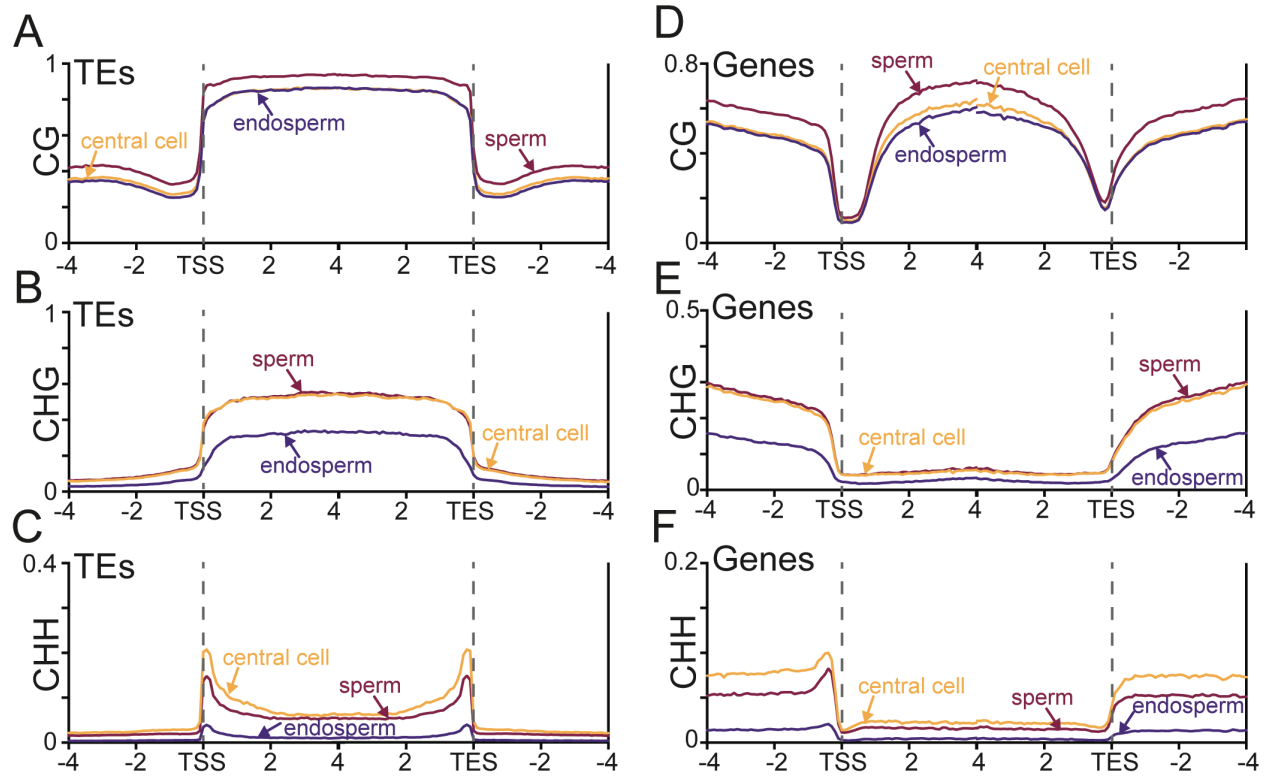 A
TEs
CG
1
0
central cell
endosperm
sperm
-4 -2 TSS 2 4 2 TES -2 -4
B
TEs
CHG
1
0
sperm
endosperm
central cell
-4 -2 TSS 2 4 2 TES -2 -4
C
TEs
CHH
0.4
0
central cell
sperm
endosperm
-4 -2 TSS 2 4 2 TES -2 -4
D
Genes
CG
0.8
0
sperm
central cell
endosperm
-4 -2 TSS 2 4 2 TES -2
E
Genes
CHG
0.5
0
sperm
central cell
endosperm
-4 -2 TSS 2 4 2 TES -2 -4
F
Genes
CHH
0.2
0
central cell
sperm
endosperm
-4 -2 TSS 2 4 2 TES -2 -4